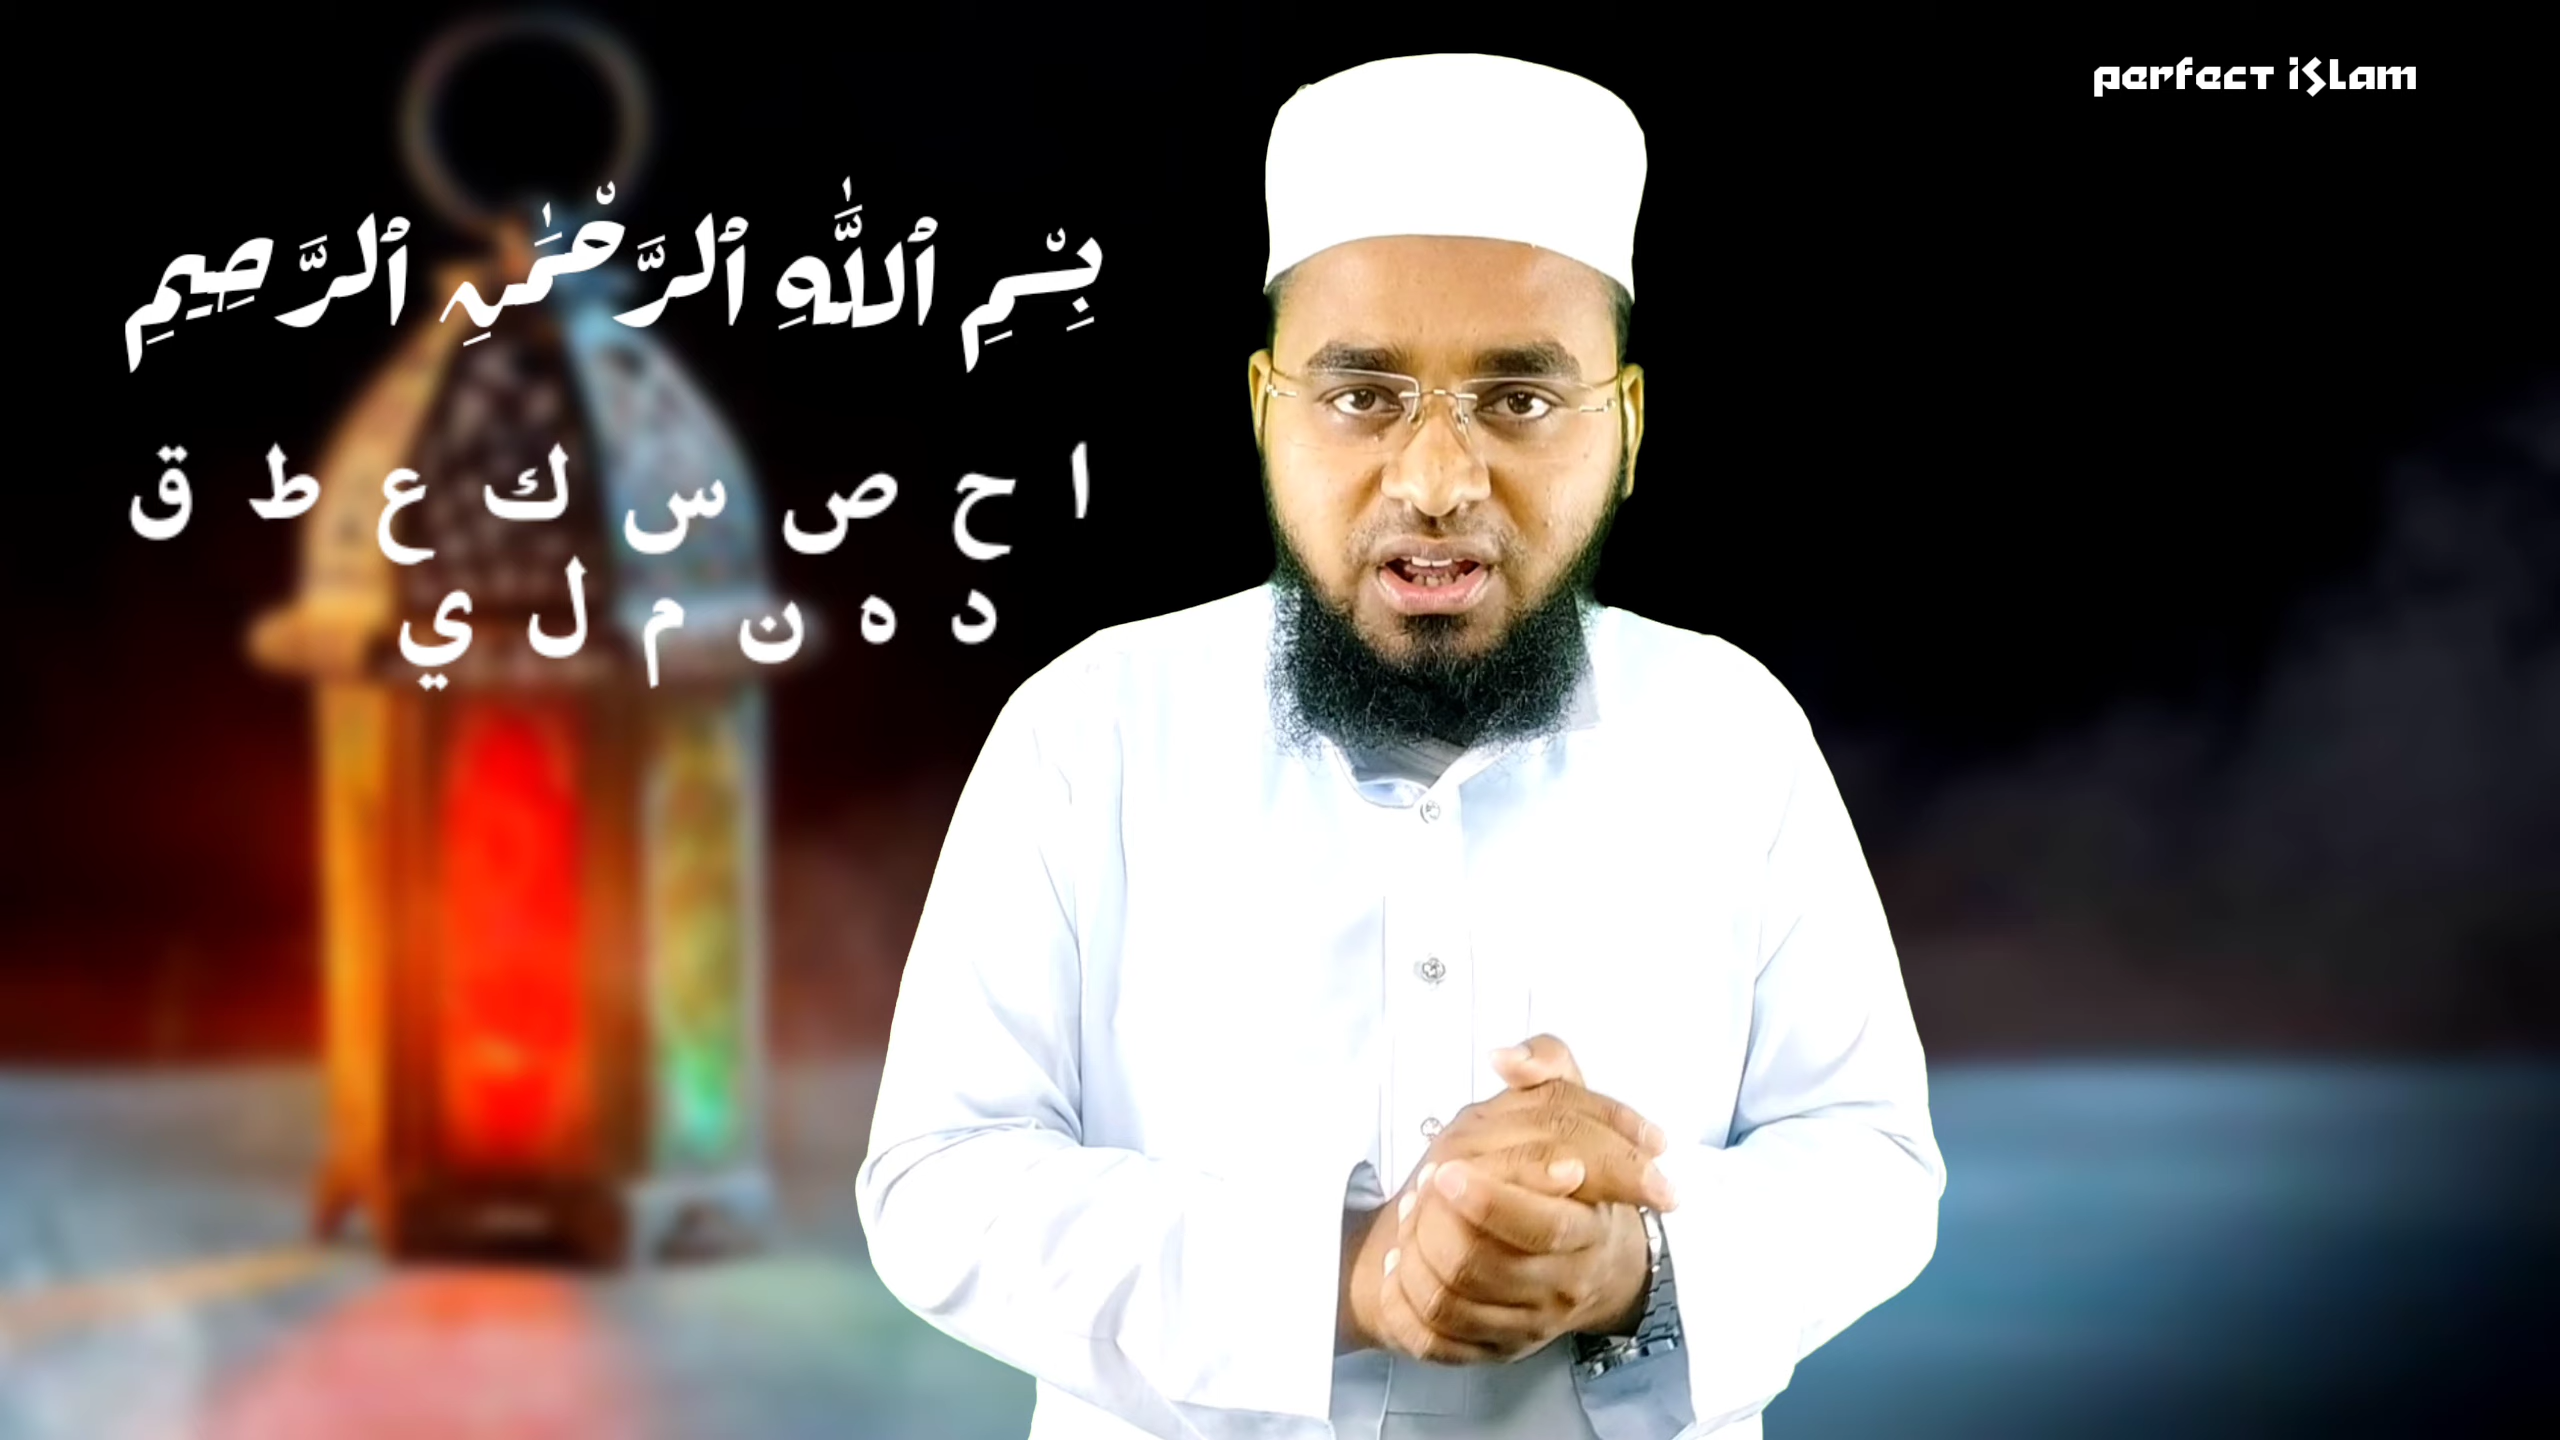 perfect islam
بِسْمِ ٱللَّٰهِ ٱلرَّحْمَٰنِ ٱلرَّحِيمِ
ا ح ص س ك ع ط ق
د ه ن م ل ي